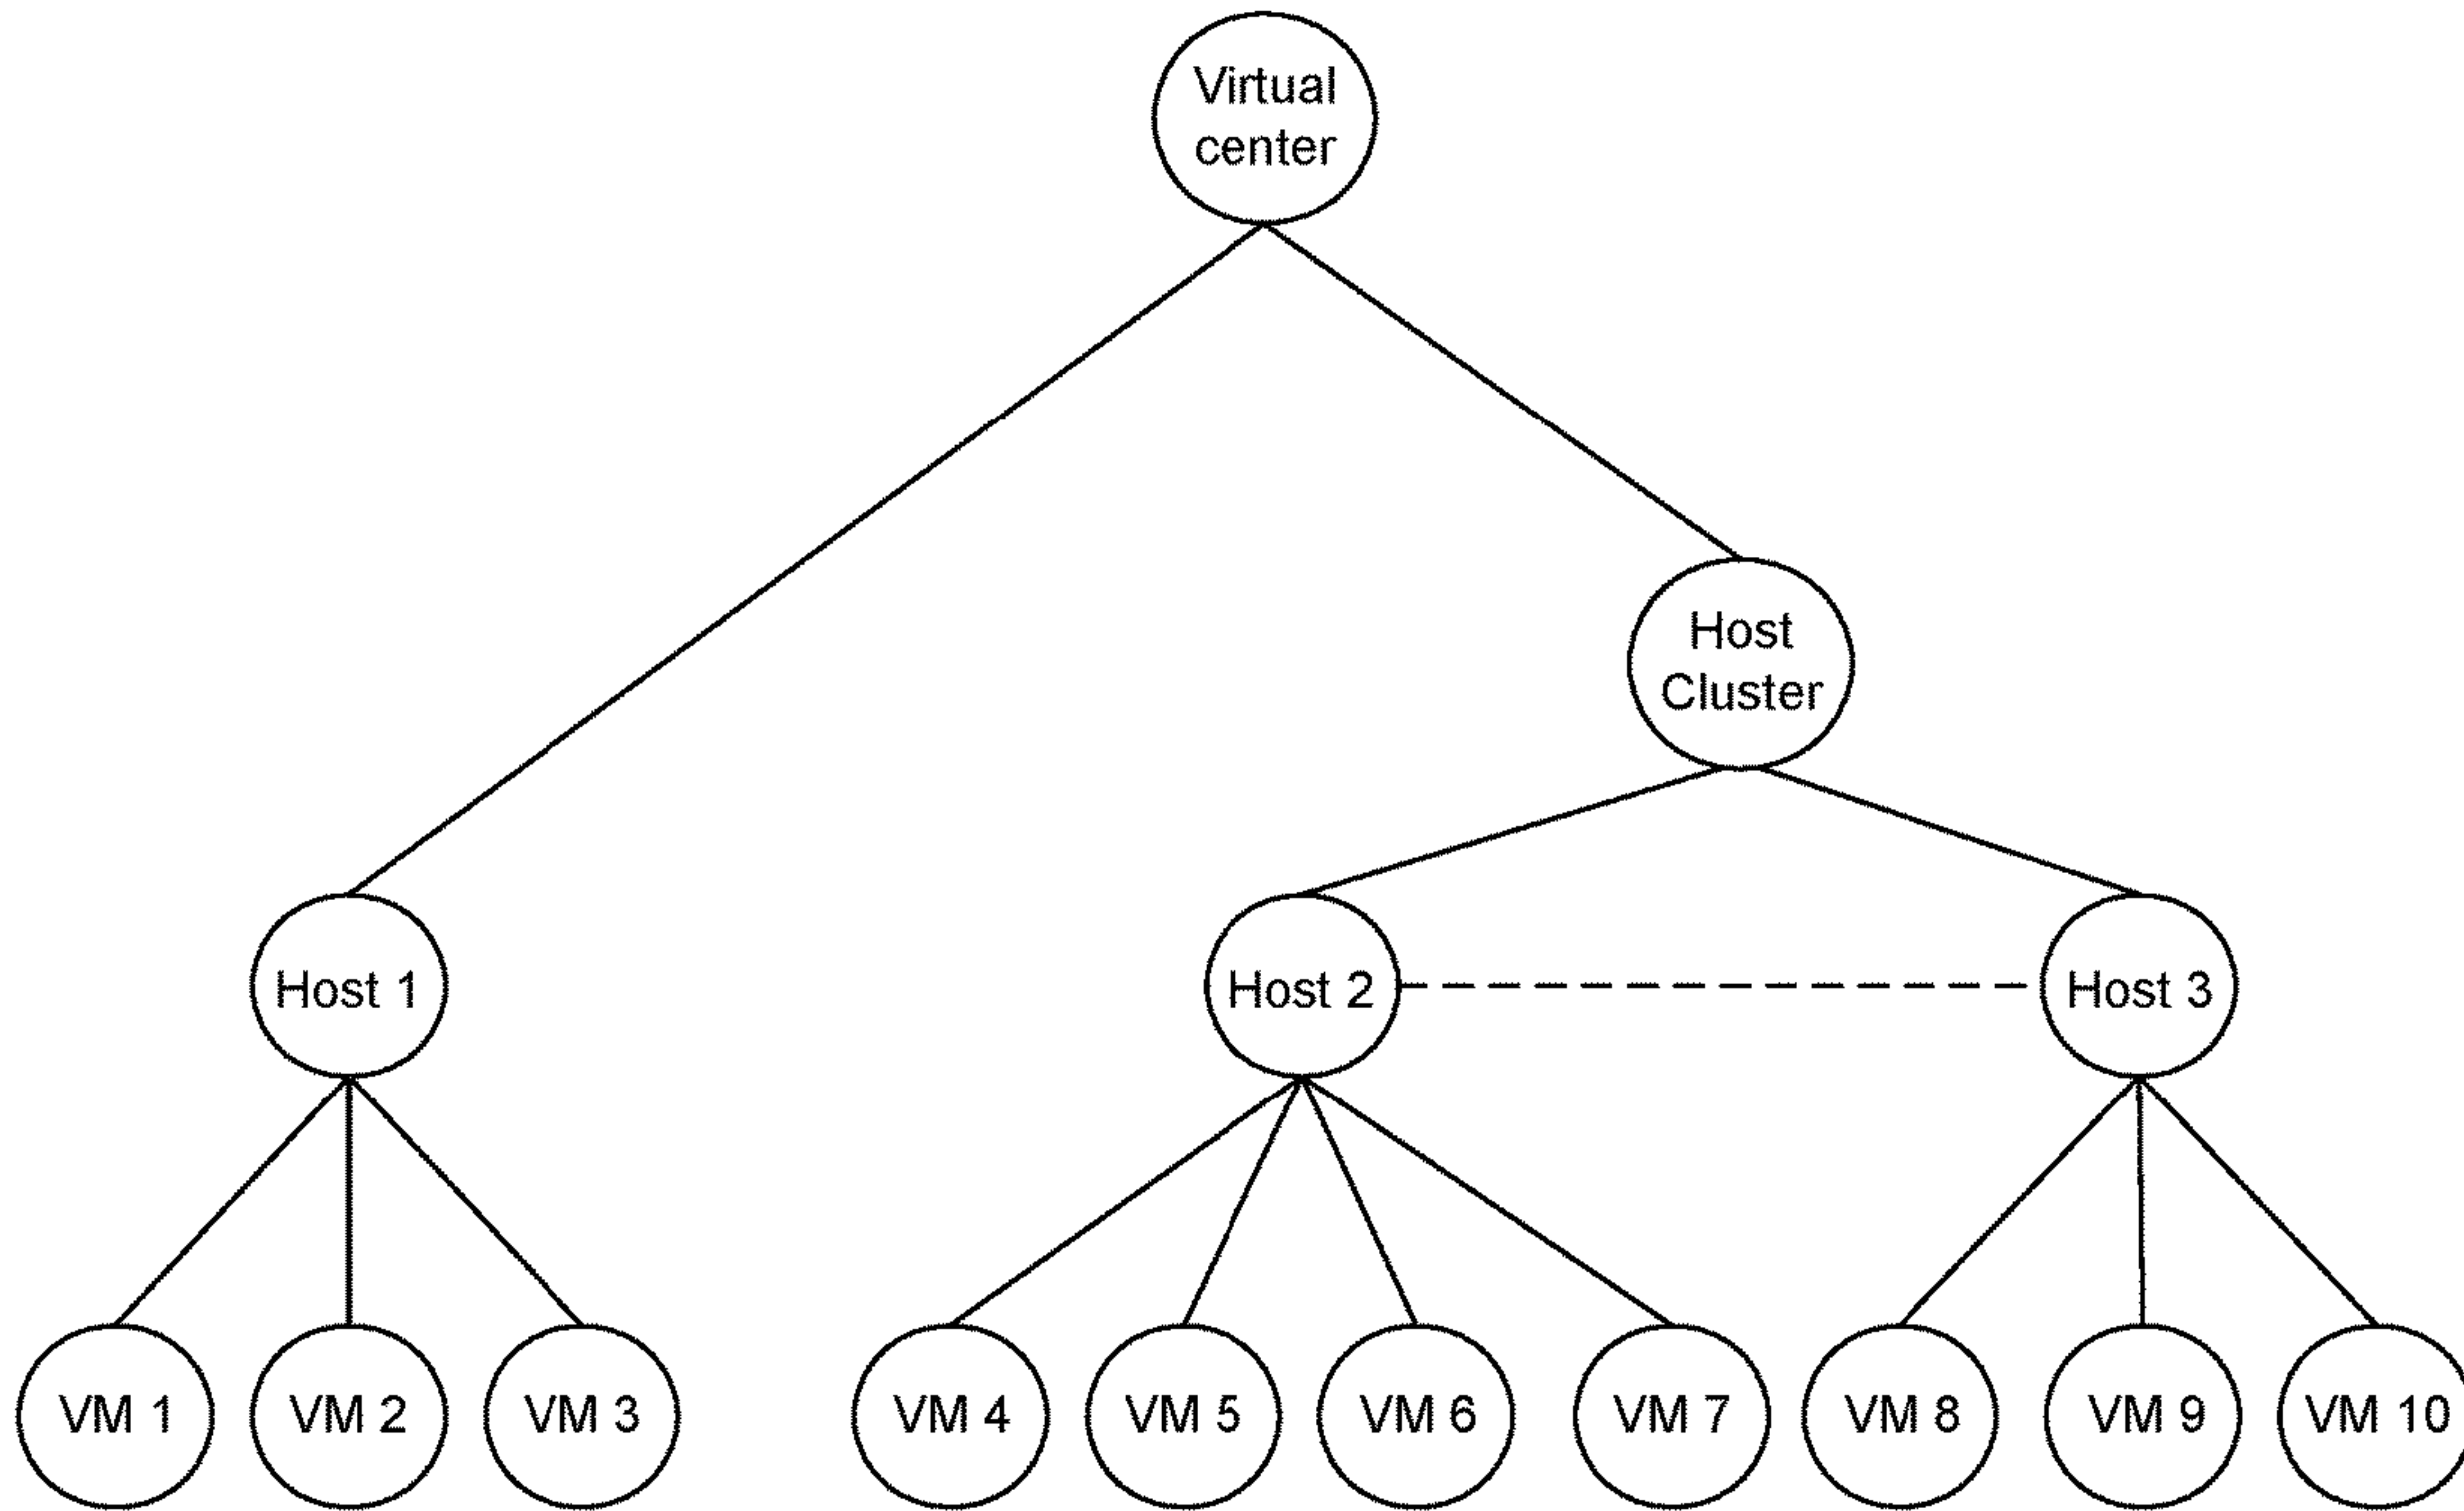 Virtual
center
Host
Cluster
Host 1
Host 2
Host 3
VM 1
VM 2
VM 3
VM 4
VM 5
VM 6
VM 7
VM 8
VM 9
VM 10